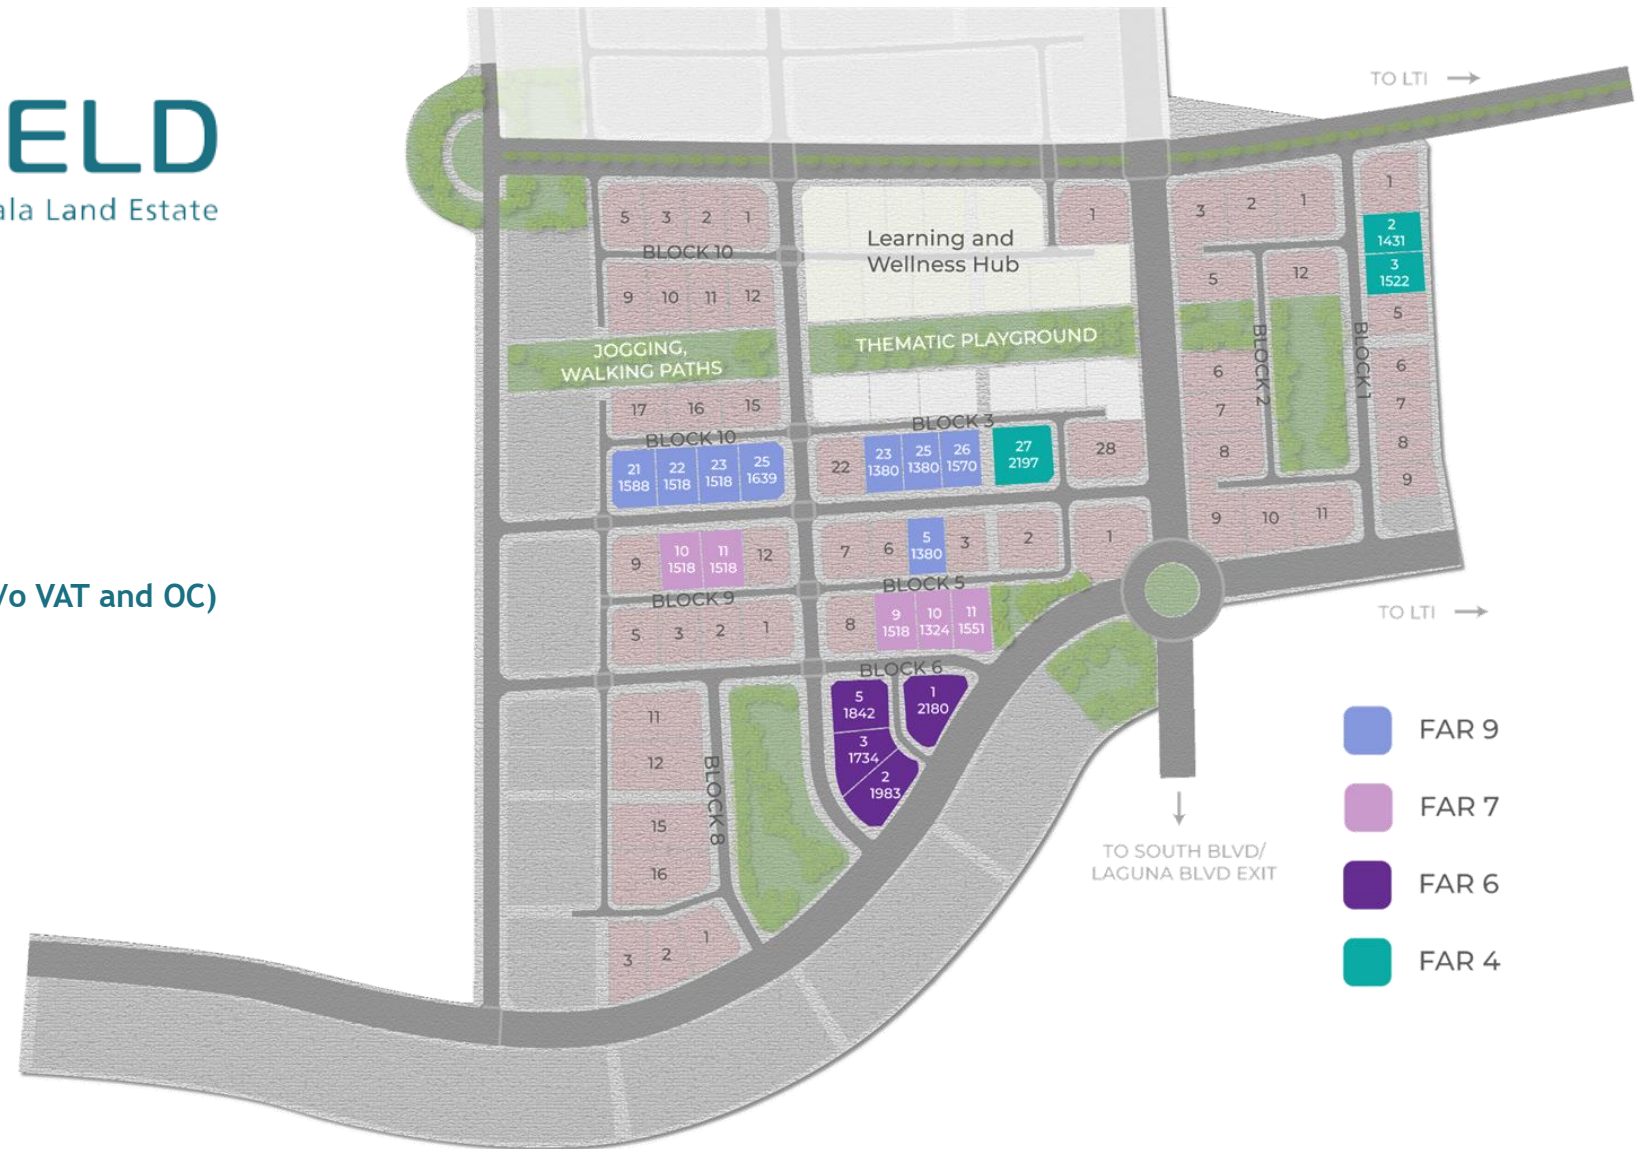 ELD
ala Land Estate
/o VAT and OC)
TO LTI
5 3 2 1
BLOCK 10
9 10 11 12
JOGGING,
WALKING PATHS
17 16 15
BLOCK 10
21
1588
22
1518
23
1518
25
1639
Learning and
Wellness Hub
1
THEMATIC PLAYGROUND
BLOCK 3
22
23
1380
25
1380
26
1570
27
2197
28
3 2 1
5 12
BLOCK 2
6
7
8
9 10 11
1
2
1431
3
1522
5
BLOCK 1
6
7
8
9
9
10
1518
11
1518
12
BLOCK 9
5 3 2 1
7 6
5
1380
3 2 1
BLOCK 5
8
9
1518
10
1324
11
1551
BLOCK 6
5
1842
1
2180
3
1734
2
1983
11
12
BLOCK 8
15
16
3 2 1
TO LTI
TO SOUTH BLVD/
LAGUNA BLVD EXIT
FAR 9
FAR 7
FAR 6
FAR 4